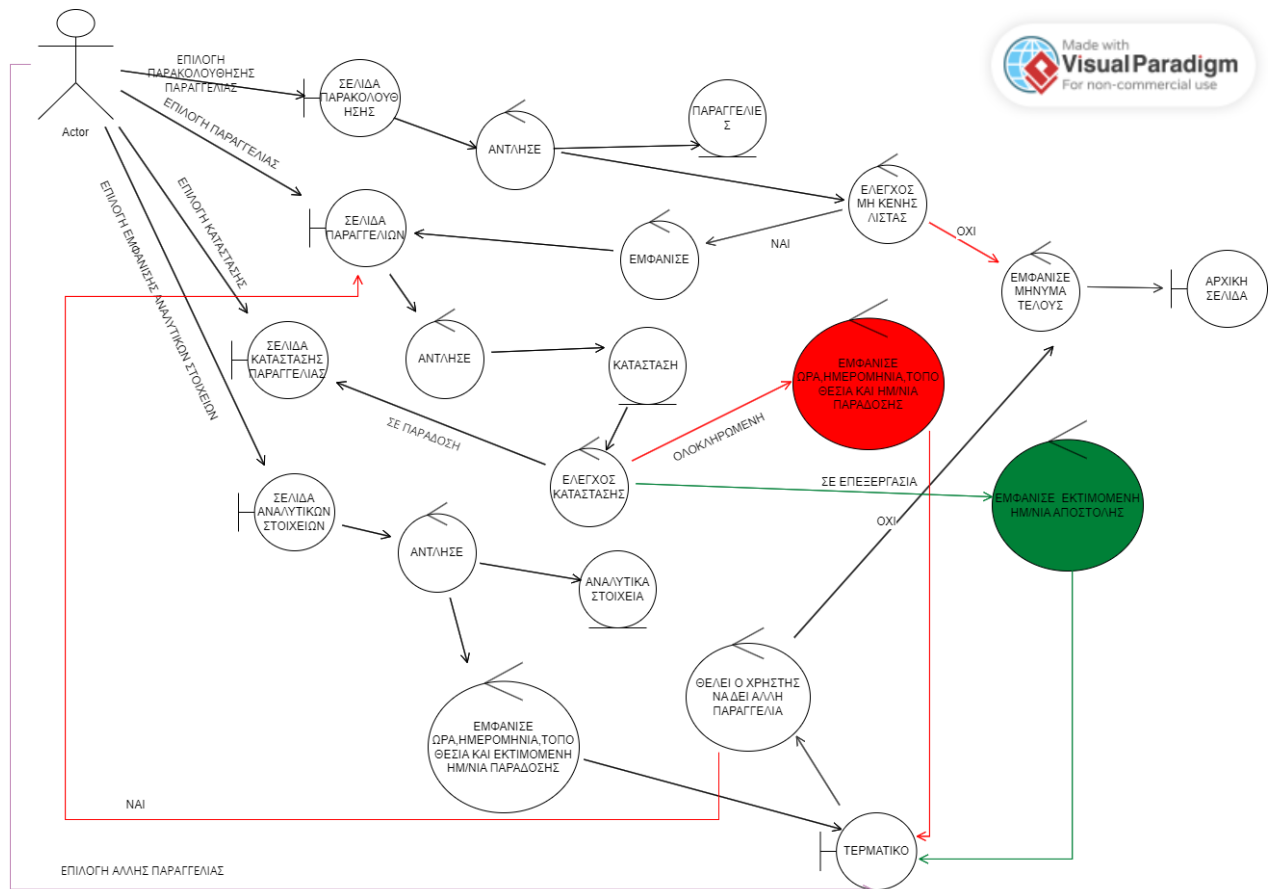 Made with
Visual Paradigm
For non-commercial use
Actor
ΕΠΙΛΟΓΗ
ΠΑΡΑΚΟΛΟΥΘΗΣΗΣ
ΠΑΡΑΓΓΕΛΙΑΣ
ΣΕΛΙΔΑ
ΠΑΡΑΚΟΛΟΥΘ
ΗΣΗΣ
ΑΝΤΛΗΣΕ
ΠΑΡΑΓΓΕΛΙΕ
Σ
ΕΠΙΛΟΓΗ ΠΑΡΑΓΓΕΛΙΑΣ
ΕΛΕΓΧΟΣ
ΜΗ ΚΕΝΗΣ
ΛΙΣΤΑΣ
ΣΕΛΙΔΑ
ΠΑΡΑΓΓΕΛΙΩΝ
ΕΜΦΑΝΙΣΕ
ΝΑΙ
ΟΧΙ
ΕΜΦΑΝΙΣΕ
ΜΗΝΥΜΑ
ΤΕΛΟΥΣ
ΑΡΧΙΚΗ
ΣΕΛΙΔΑ
ΕΠΙΛΟΓΗ ΚΑΤΑΣΤΑΣΗΣ
ΕΠΙΛΟΓΗ ΕΜΦΑΝΙΣΗΣ ΑΝΑΛΥΤΙΚΩΝ ΣΤΟΙΧΕΙΩΝ
ΣΕΛΙΔΑ
ΚΑΤΑΣΤΑΣΗΣ
ΠΑΡΑΓΓΕΛΙΑΣ
ΑΝΤΛΗΣΕ
ΚΑΤΑΣΤΑΣΗ
ΕΜΦΑΝΙΣΕ
ΩΡΑ,ΗΜΕΡΟΜΗΝΙΑ,ΤΟΠΟ
ΘΕΣΙΑ ΚΑΙ ΗΜ/ΝΙΑ
ΠΑΡΑΔΟΣΗΣ
ΣΕ ΠΑΡΑΔΟΣΗ
ΟΛΟΚΛΗΡΩΜΕΝΗ
ΕΛΕΓΧΟΣ
ΚΑΤΑΣΤΑΣΗΣ
ΣΕ ΕΠΕΞΕΡΓΑΣΙΑ
ΕΜΦΑΝΙΣΕ ΕΚΤΙΜΟΜΕΝΗ
ΗΜ/ΝΙΑ ΑΠΟΣΤΟΛΗΣ
ΣΕΛΙΔΑ
ΑΝΑΛΥΤΙΚΩΝ
ΣΤΟΙΧΕΙΩΝ
ΑΝΤΛΗΣΕ
ΑΝΑΛΥΤΙΚΑ
ΣΤΟΙΧΕΙΑ
ΟΧΙ
ΘΕΛΕΙ Ο ΧΡΗΣΤΗΣ
ΝΑ ΔΕΙ ΑΛΛΗ
ΠΑΡΑΓΓΕΛΙΑ
ΕΜΦΑΝΙΣΕ
ΩΡΑ,ΗΜΕΡΟΜΗΝΙΑ,ΤΟΠΟ
ΘΕΣΙΑ ΚΑΙ ΕΚΤΙΜΟΜΕΝΗ
ΗΜ/ΝΙΑ ΠΑΡΑΔΟΣΗΣ
ΝΑΙ
ΤΕΡΜΑΤΙΚΟ
ΕΠΙΛΟΓΗ ΑΛΛΗΣ ΠΑΡΑΓΓΕΛΙΑΣ